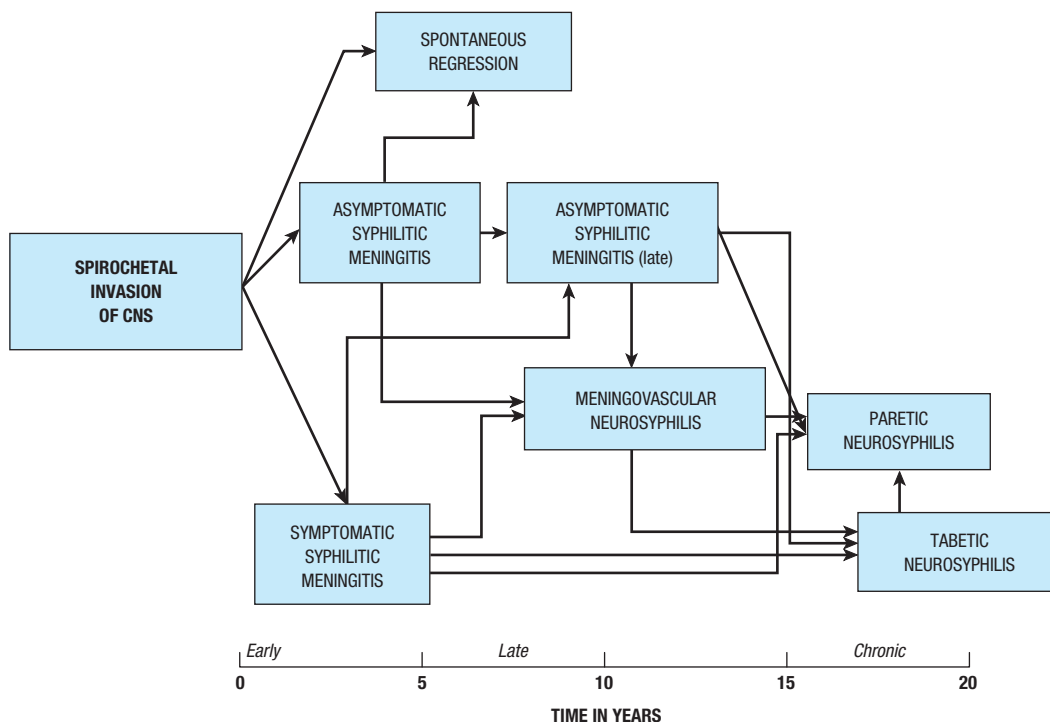 SPONTANEOUS
REGRESSION
ASYMPTOMATIC
SYPHILITIC
MENINGITIS
ASYMPTOMATIC
SYPHILITIC
MENINGITIS (late)
SPIROCHETAL
INVASION
OF CNS
MENINGOVASCULAR
NEUROSYPHILIS
PARETIC
NEUROSYPHILIS
SYMPTOMATIC
SYPHILITIC
MENINGITIS
TABETIC
NEUROSYPHILIS
Early Late Chronic
0 5 10 15 20
TIME IN YEARS